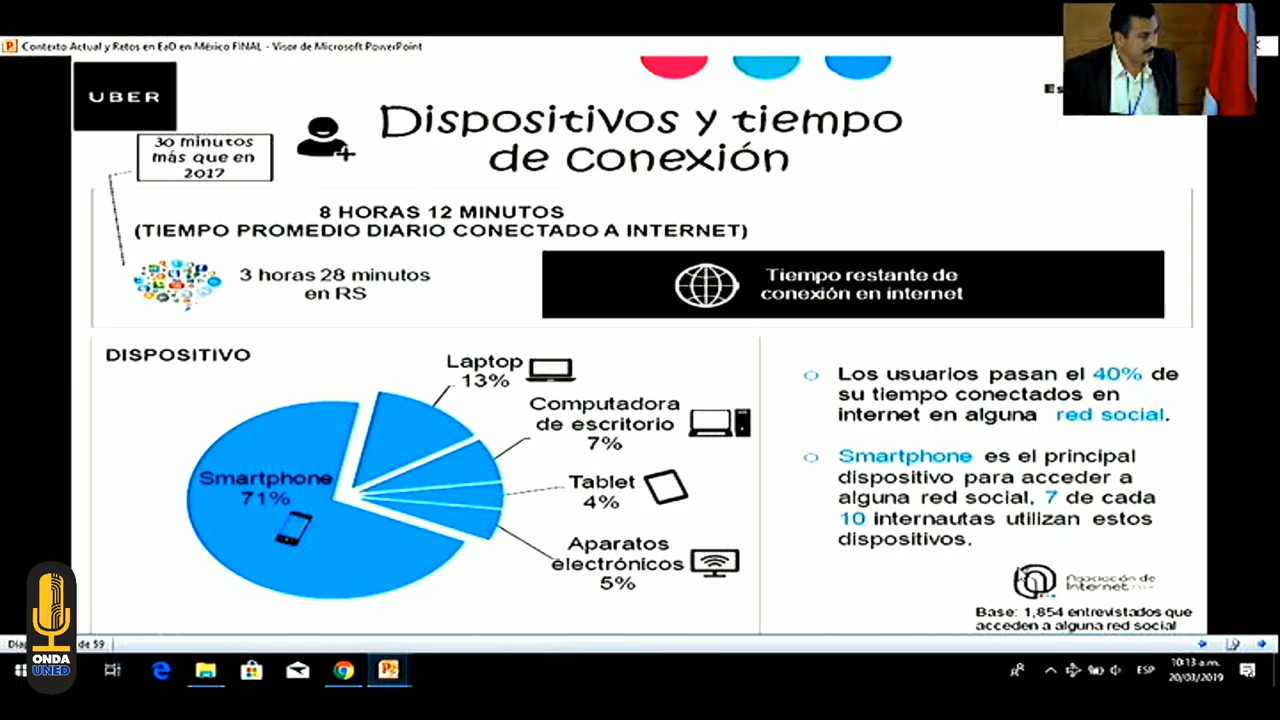 Contexto Actual y Retos en EaD en México FINAL - Visor de Microsoft PowerPoint
UBER
Dispositivos y tiempo
de conexión
30 minutos
más que en
2017
8 HORAS 12 MINUTOS
(TIEMPO PROMEDIO DIARIO CONECTADO A INTERNET)
3 horas 28 minutos
en RS
Tiempo restante de
conexión en internet
DISPOSITIVO
Laptop
13%
Computadora
de escritorio
7%
Smartphone
71%
Tablet
4%
Aparatos
electrónicos
5%
Los usuarios pasan el 40% de
su tiempo conectados en
internet en alguna red social.
Smartphone es el principal
dispositivo para acceder a
alguna red social, 7 de cada
10 internautas utilizan estos
dispositivos.
Asociación de
Internet
Base: 1,854 entrevistados que
acceden a alguna red social
de 59
ONDA
UNED
ESP
10:13 a.m.
20/03/2019